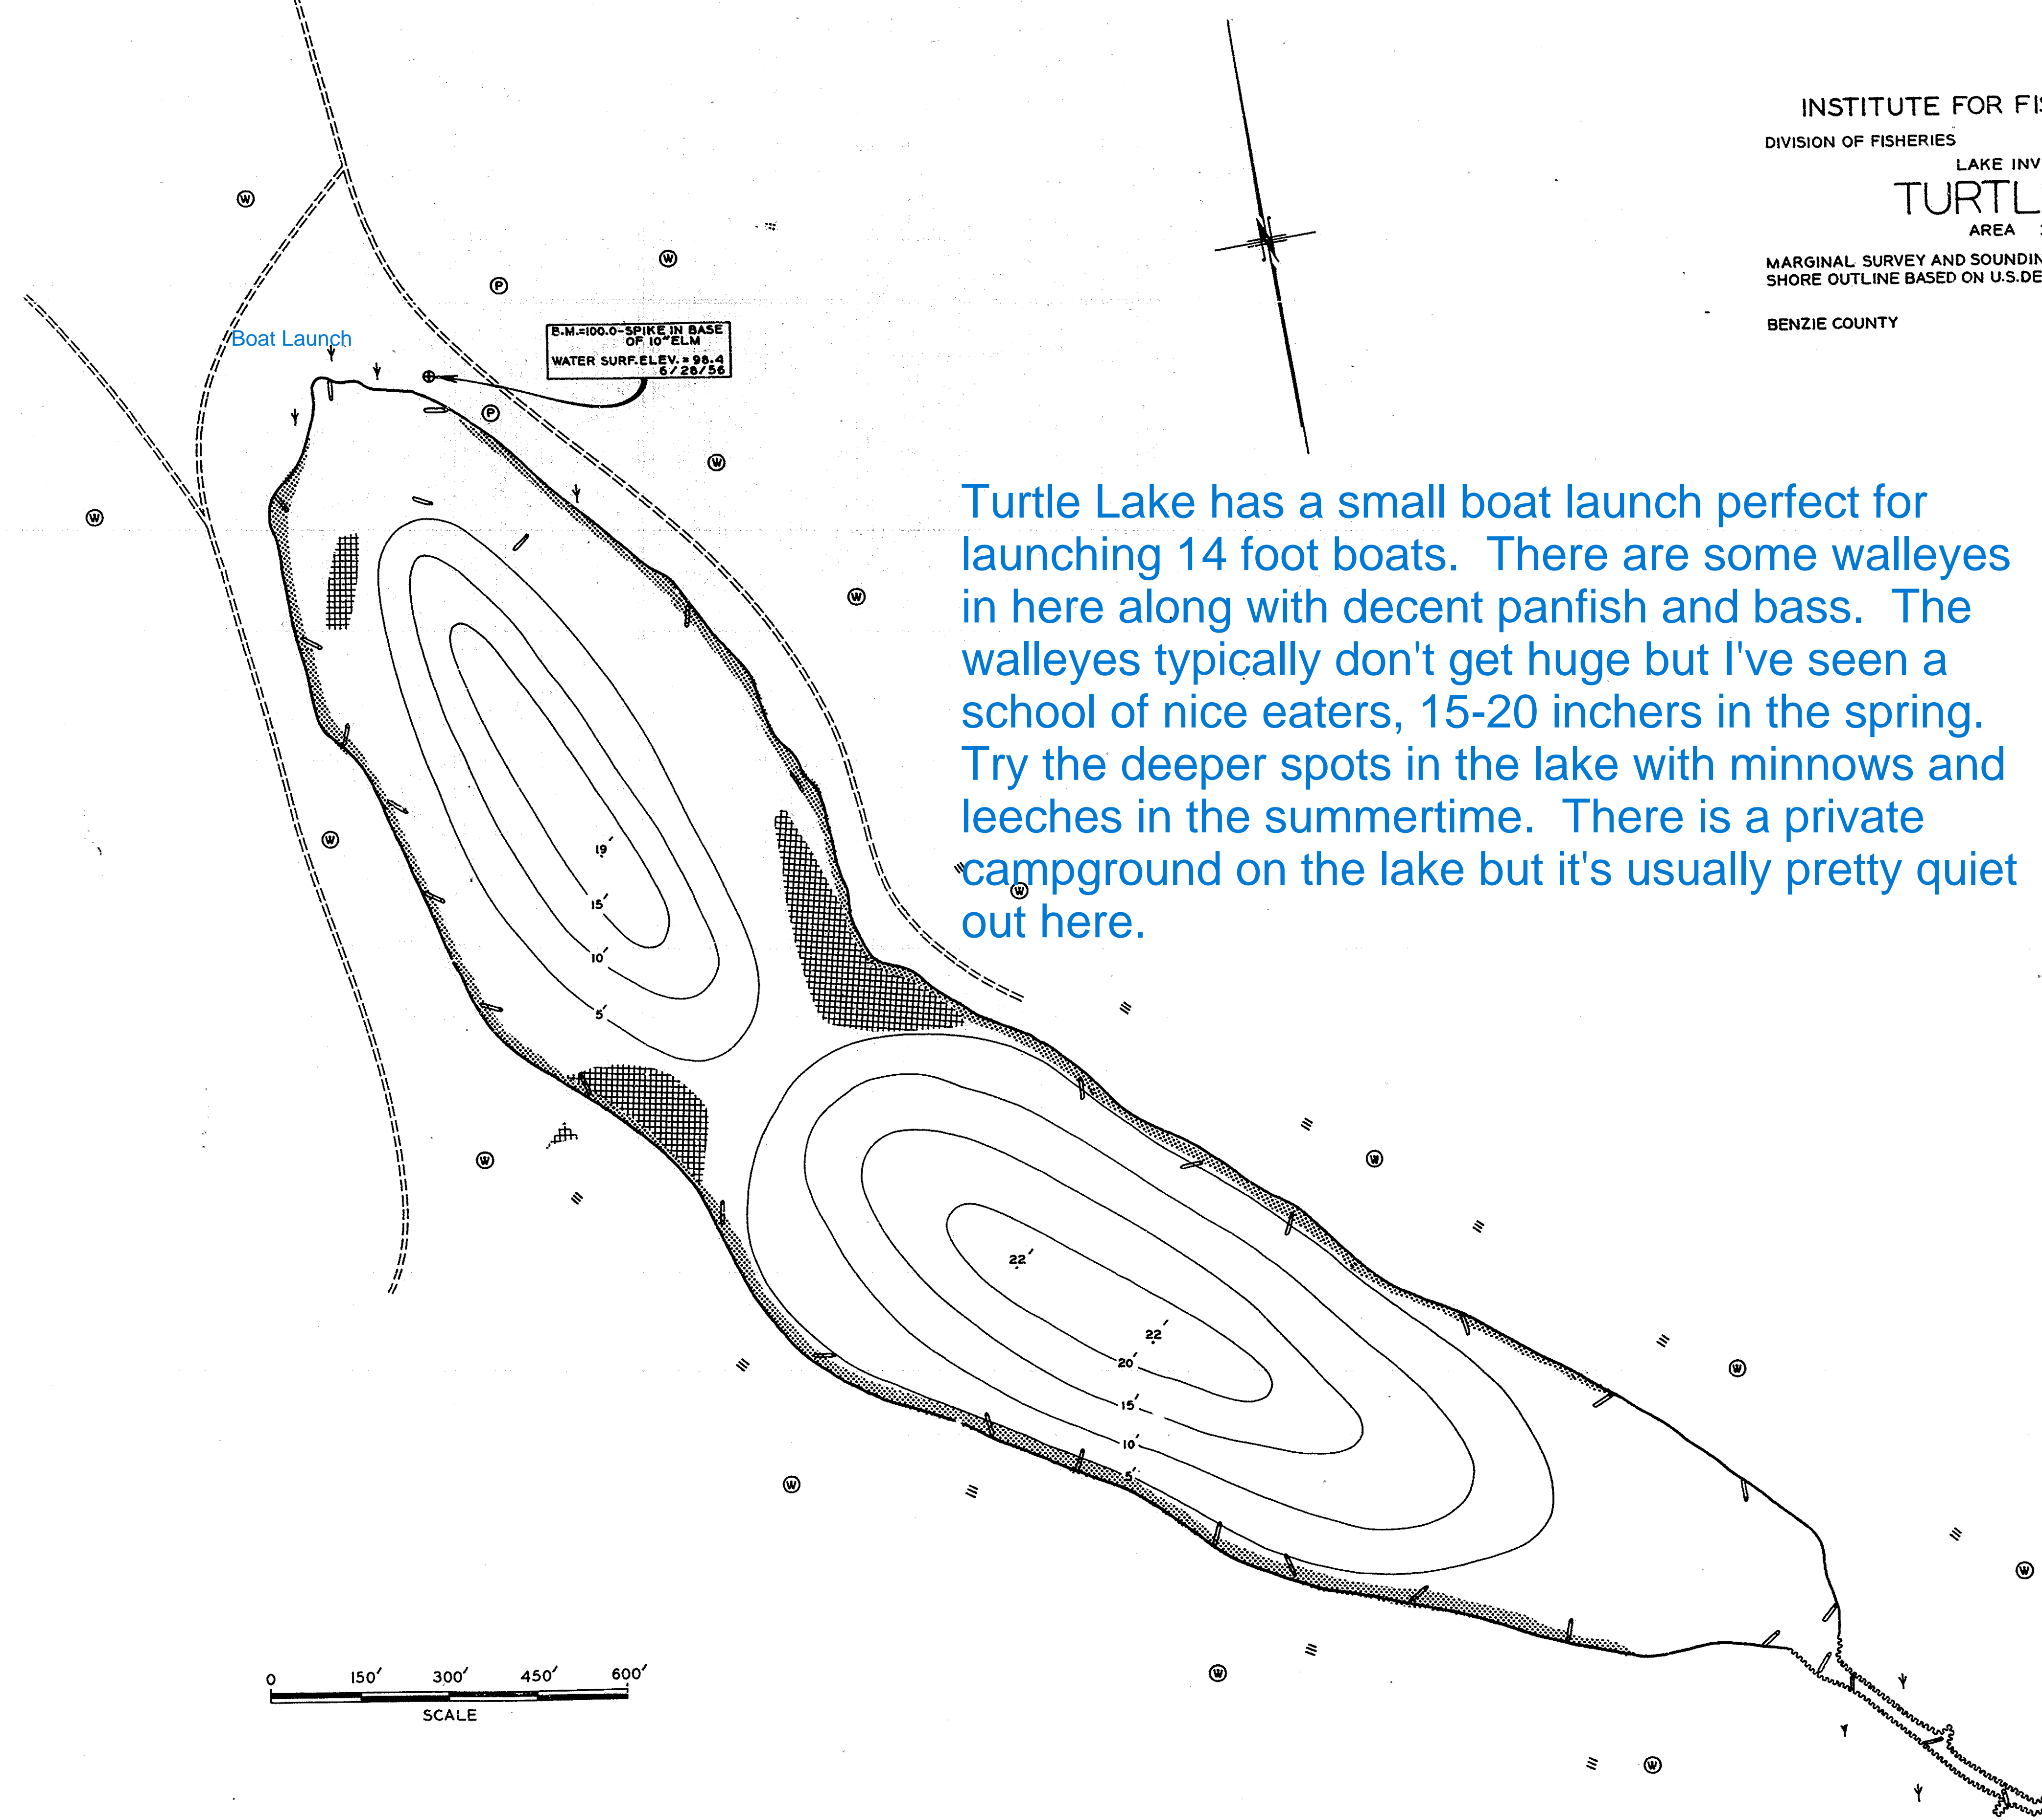 INSTITUTE FOR
DIVISION OF FISHERIES
LAKE
TURTL
AREA
MARGINAL SURVEY AND
SHORE OUTLINE BASED ON
BENZIE COUNTY
Boat Launch
B.M.=100.0-SPIKE IN BASE
OF 10" ELM
WATER SURF. ELEV. = 98.4
6/28/56
W
W
P
P
W
W
W
W
Turtle Lake has a small boat launch perfect for
launching 14 foot boats. There are some walleyes
in here along with decent panfish and bass. The
walleyes typically don't get huge but I've seen a
school of nice eaters, 15-20 inchers in the spring.
Try the deeper spots in the lake with minnows and
leeches in the summertime. There is a private
campground on the lake but it's usually pretty quiet
out here.
W
19'
15'
10'
5'
W
W
22'
22'
20'
15'
10'
5'
W
W
W
W
W
0 150' 300' 450' 600'
SCALE